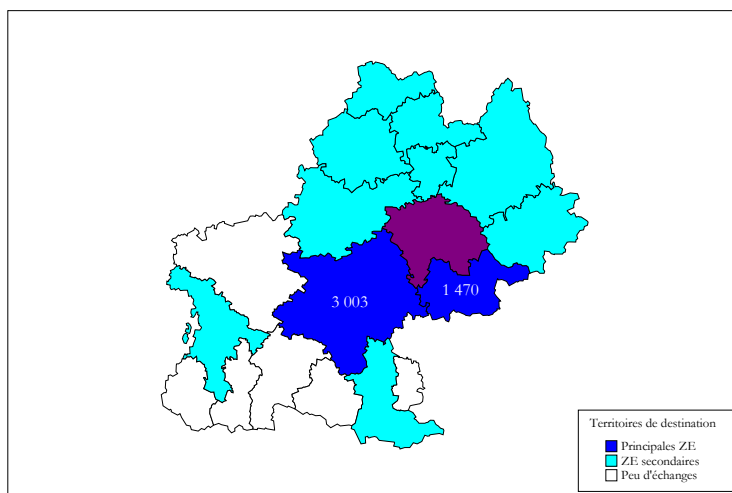 3 003
1 470
Territoires de destination
Principales ZE
ZE secondaires
Peu d'échanges